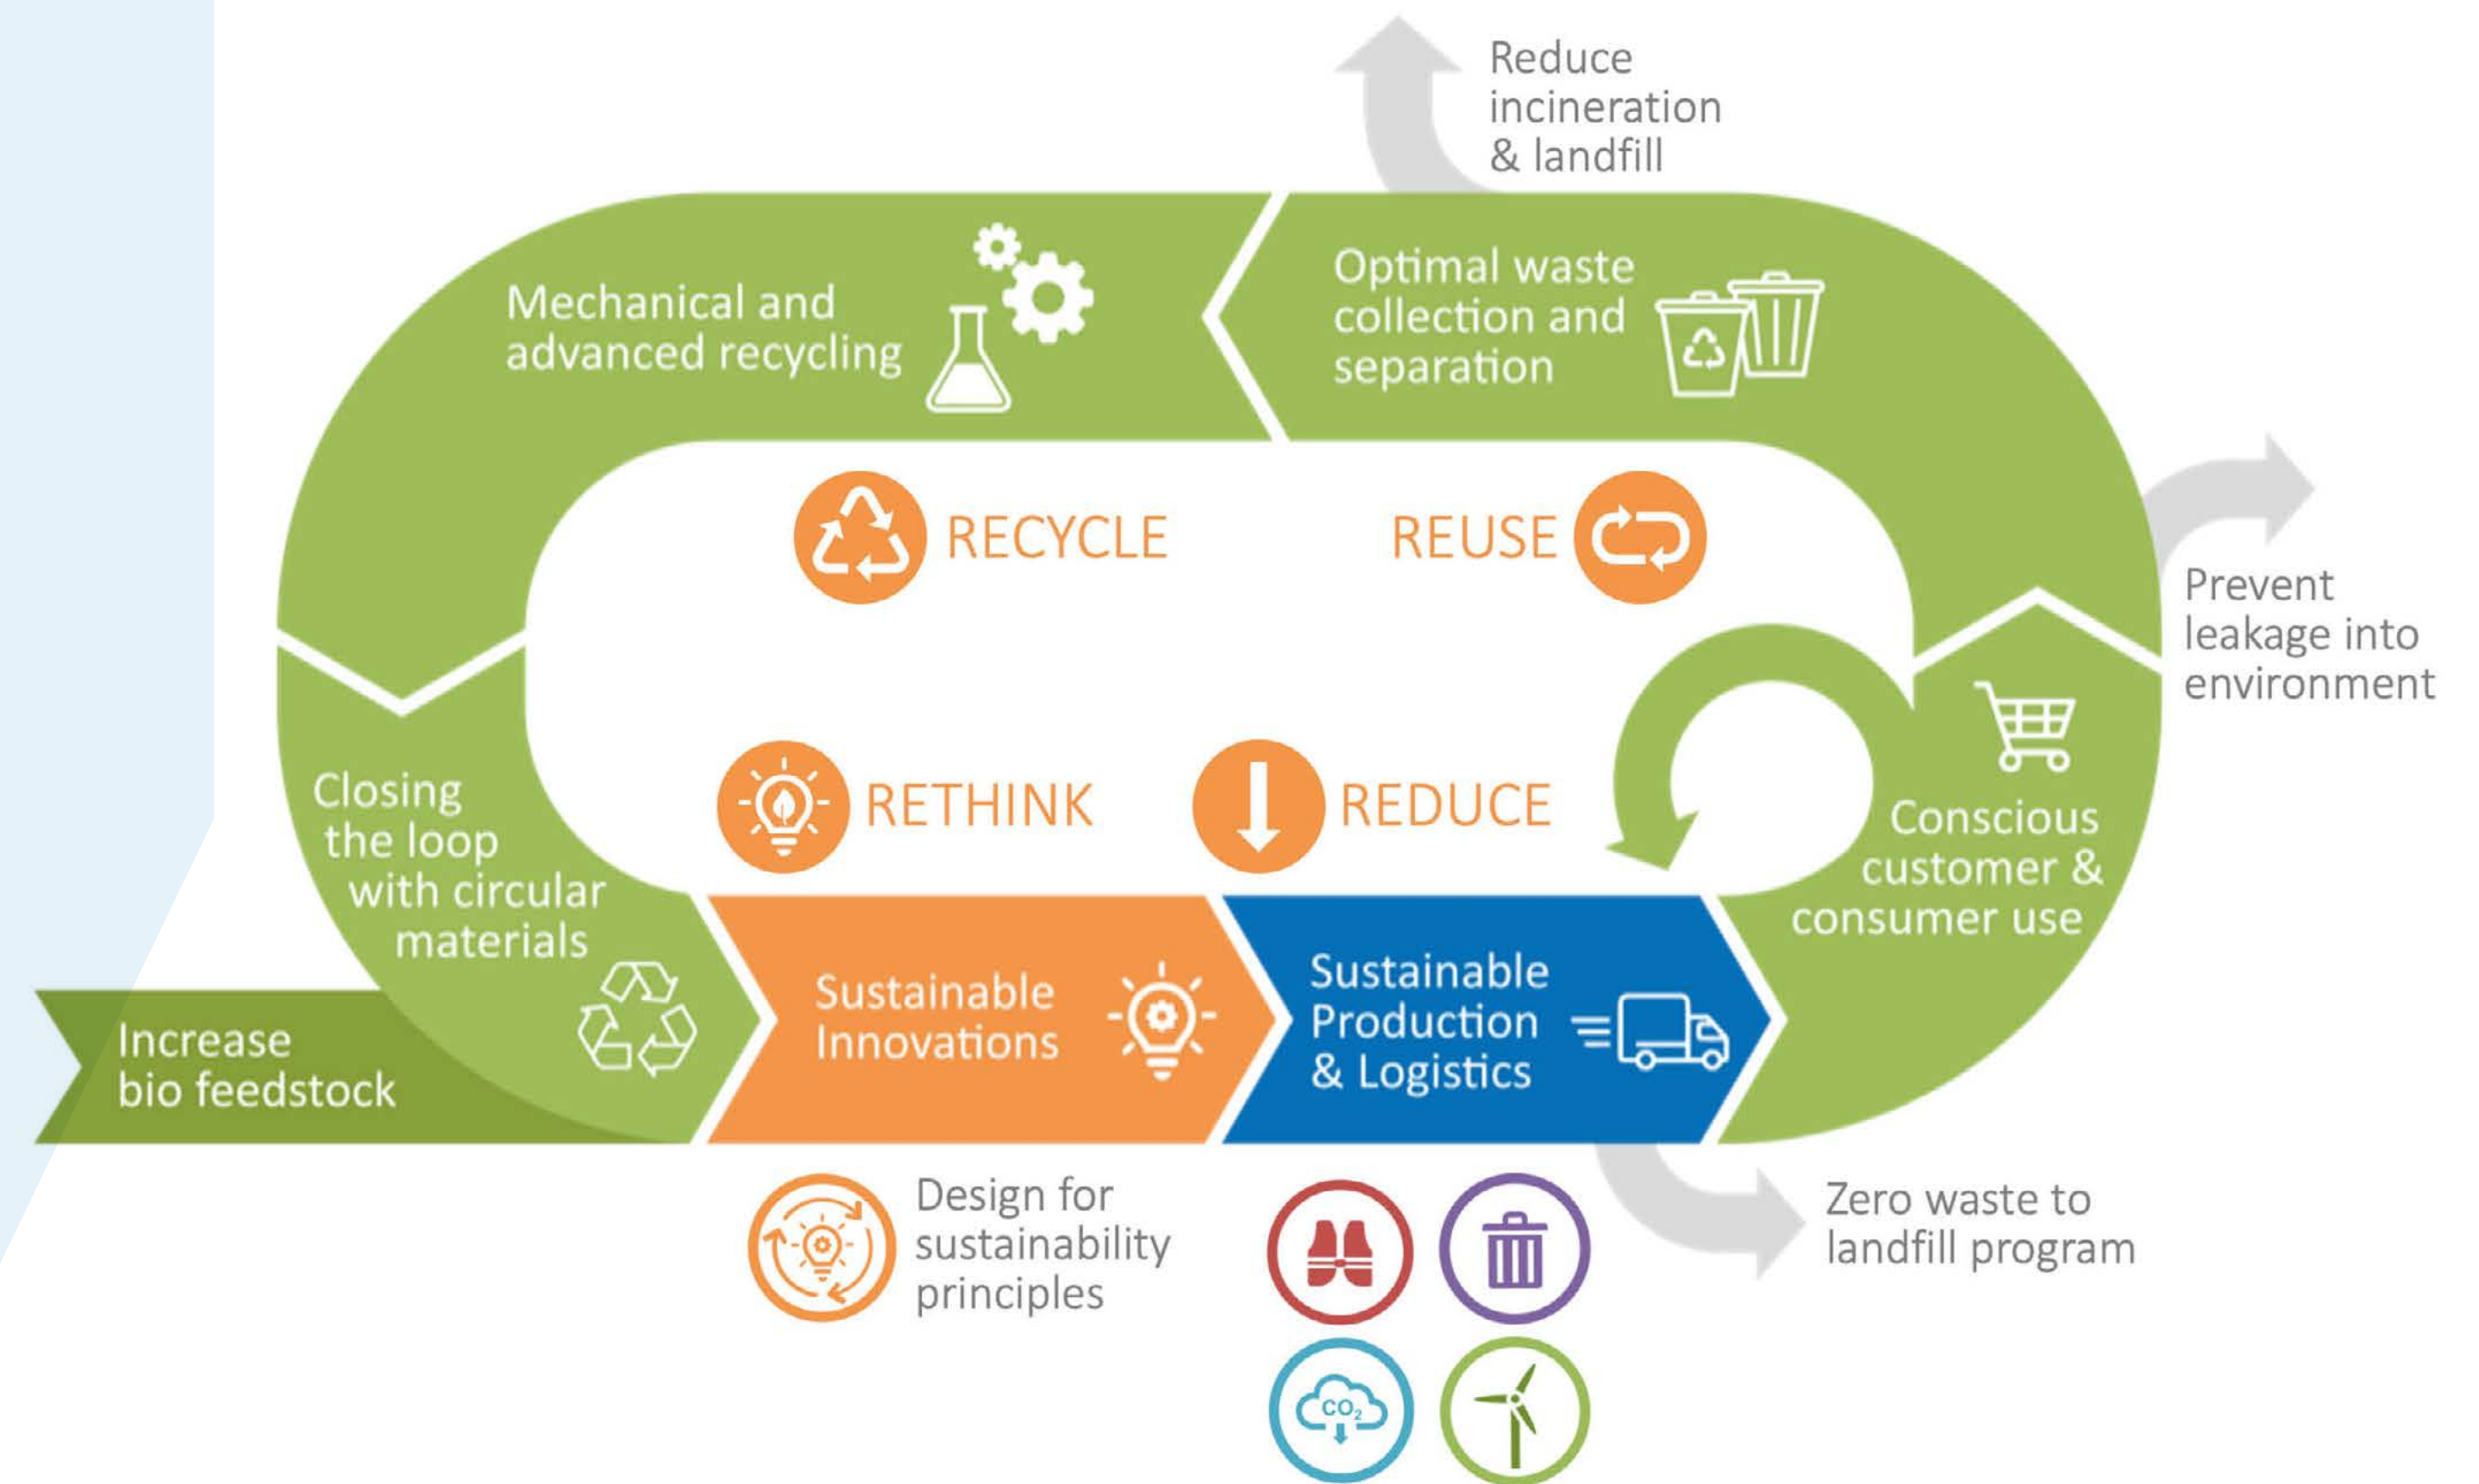 Reduce
incineration
& landfill
Mechanical and
advanced recycling
Optimal waste
collection and
separation
RECYCLE
REUSE
Prevent
leakage into
environment
Closing
the loop
with circular
materials
RETHINK
REDUCE
Conscious
customer &
consumer use
Increase
bio feedstock
Sustainable
Innovations
Sustainable
Production
& Logistics
Design for
sustainability
principles
Zero waste to
landfill program
CO₂